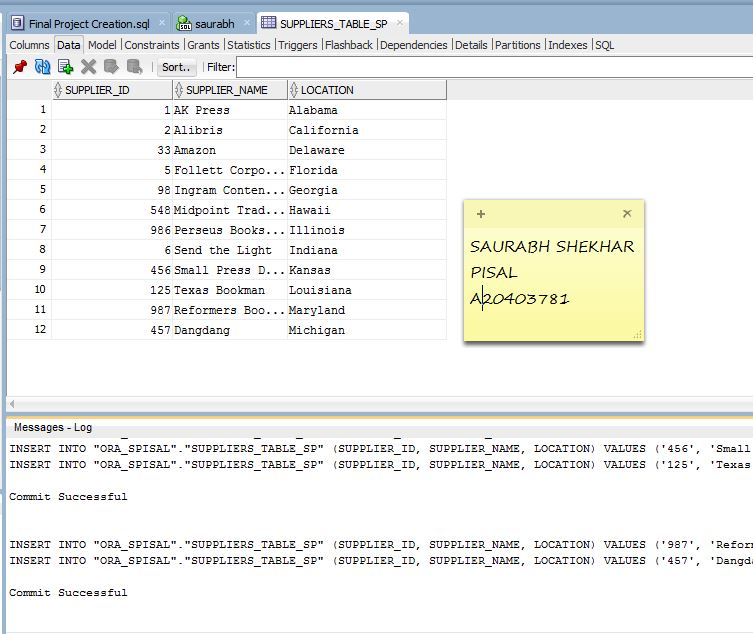 Final Project Creation.sql saurabh SUPPLIERS_TABLE_SP
Columns Data Model Constraints Grants Statistics Triggers Flashback Dependencies Details Partitions Indexes SQL
Sort.. Filter:
SUPPLIER_ID SUPPLIER_NAME LOCATION
1 1 AK Press Alabama
2 2 Alibris California
3 33 Amazon Delaware
4 5 Follett Corpo... Florida
5 98 Ingram Conten... Georgia
6 548 Midpoint Trad... Hawaii
7 986 Perseus Books... Illinois
8 6 Send the Light Indiana
9 456 Small Press D... Kansas
10 125 Texas Bookman Louisiana
11 987 Reformers Boo... Maryland
12 457 Dangdang Michigan
SAURABH SHEKHAR
PISAL
A20403781
Messages - Log
INSERT INTO "ORA_SPISAL"."SUPPLIERS_TABLE_SP" (SUPPLIER_ID, SUPPLIER_NAME, LOCATION) VALUES ('456', 'Small
INSERT INTO "ORA_SPISAL"."SUPPLIERS_TABLE_SP" (SUPPLIER_ID, SUPPLIER_NAME, LOCATION) VALUES ('125', 'Texas
Commit Successful
INSERT INTO "ORA_SPISAL"."SUPPLIERS_TABLE_SP" (SUPPLIER_ID, SUPPLIER_NAME, LOCATION) VALUES ('987', 'Refor
INSERT INTO "ORA_SPISAL"."SUPPLIERS_TABLE_SP" (SUPPLIER_ID, SUPPLIER_NAME, LOCATION) VALUES ('457', 'Dangda
Commit Successful